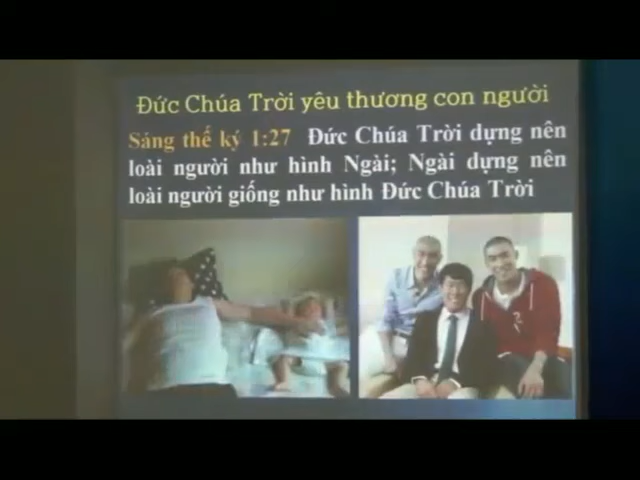 Đức Chúa Trời yêu thương con người
Sáng thế ký 1:27 Đức Chúa Trời dựng nên
loài người như hình Ngài; Ngài dựng nên
loài người giống như hình Đức Chúa Trời